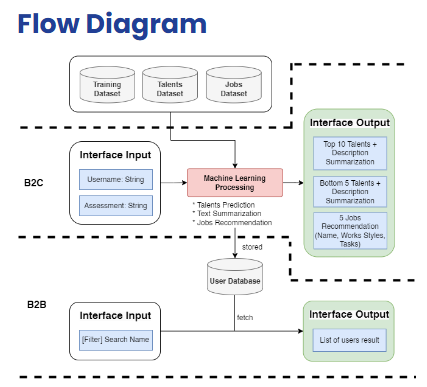 Flow Diagram
Training
Dataset
Talents
Dataset
Jobs
Dataset
B2C
Interface Input
Username: String
Assessment: String
Machine Learning
Processing
* Talents Prediction
* Text Summarization
* Jobs Recommendation
Interface Output
Top 10 Talents +
Description
Summarization
Bottom 5 Talents +
Description
Summarization
5 Jobs
Recommendation
(Name, Works Styles,
Tasks)
stored
User Database
B2B
fetch
Interface Input
[Filter] Search Name
Interface Output
List of users result